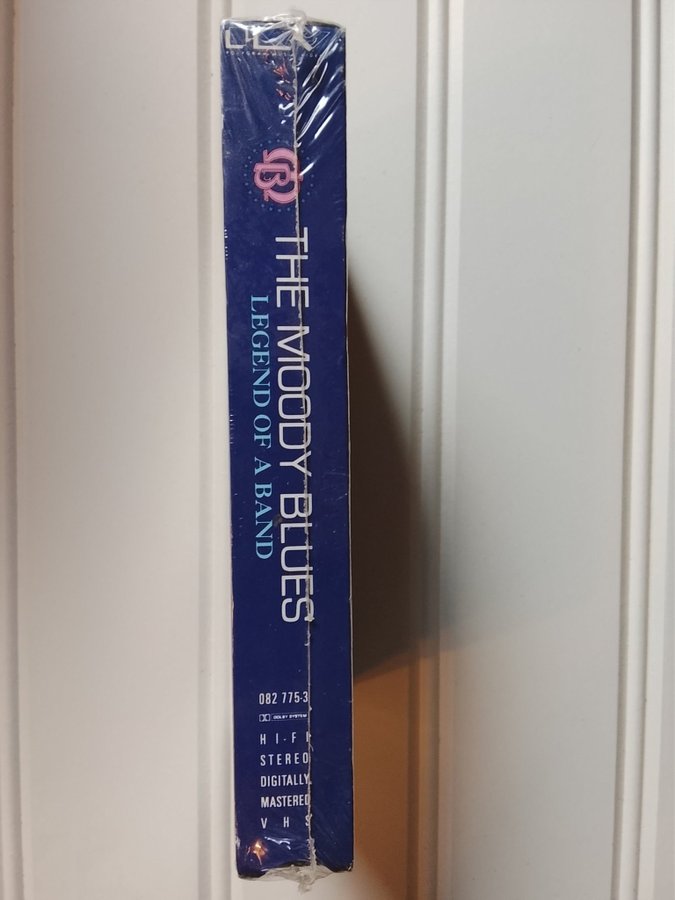 THE MOODY BLUES
LEGEND OF A BAND
082 775-3
DOLBY SYSTEM
HI-FI
STEREO
DIGITALLY
MASTERED
VHS